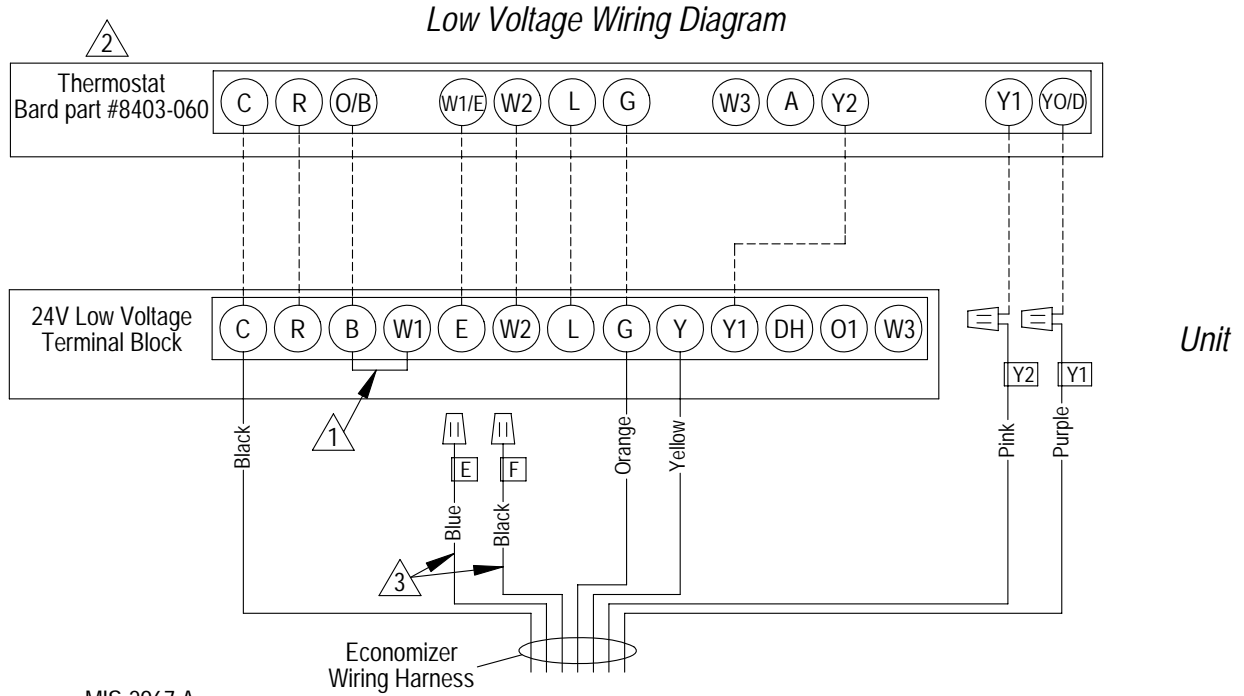 Low Voltage Wiring Diagram
2
Thermostat
Bard part #8403-060
C R O/B W1/E W2 L G W3 A Y2 Y1 YO/D
24V Low Voltage
Terminal Block
C R B W1 E W2 L G Y Y1 DH O1 W3
Unit
Y2 Y1
1
E F
Black
Blue
Black
Orange
Yellow
Pink
Purple
3
Economizer
Wiring Harness